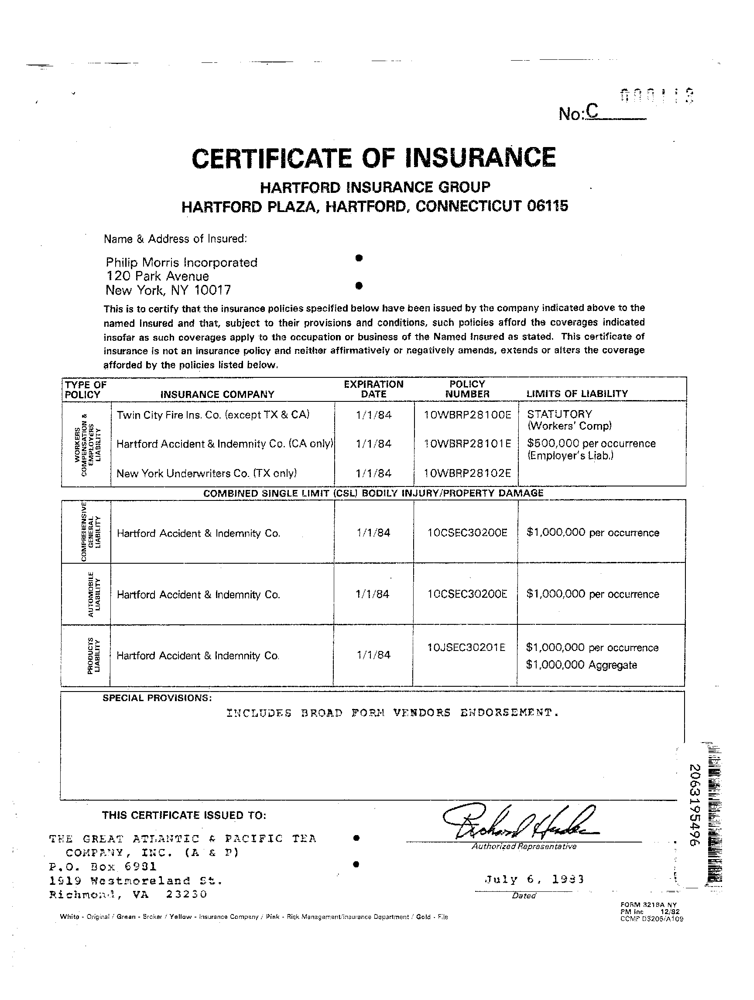 No: C
CERTIFICATE OF INSURANCE
HARTFORD INSURANCE GROUP
HARTFORD PLAZA, HARTFORD, CONNECTICUT 06115
Name & Address of Insured:
Philip Morris Incorporated
120 Park Avenue
New York, NY 10017
This is to certify that the insurance policies specified below have been issued by the company indicated above to the
named Insured and that, subject to their provisions and conditions, such policies afford the coverages indicated
insofar as such coverages apply to the occupation or business of the Named Insured as stated. This certificate of
insurance is not an insurance policy and neither affirmatively or negatively amends, extends or alters the coverage
afforded by the policies listed below.
TYPE OF POLICY INSURANCE COMPANY EXPIRATION DATE POLICY NUMBER LIMITS OF LIABILITY
WORKERS COMPENSATION & EMPLOYERS LIABILITY
Twin City Fire Ins. Co. (except TX & CA) 1/1/84 10WBRP28100E STATUTORY
(Workers' Comp)
Hartford Accident & Indemnity Co. (CA only) 1/1/84 10WBRP28101E $500,000 per occurrence
(Employer's Liab.)
New York Underwriters Co. (TX only) 1/1/84 10WBRP28102E
COMBINED SINGLE LIMIT (CSL) BODILY INJURY/PROPERTY DAMAGE
COMPREHENSIVE GENERAL LIABILITY
Hartford Accident & Indemnity Co. 1/1/84 10CSEC30200E $1,000,000 per occurrence
AUTOMOBILE LIABILITY
Hartford Accident & Indemnity Co. 1/1/84 10CSEC30200E $1,000,000 per occurrence
PRODUCTS LIABILITY
Hartford Accident & Indemnity Co. 1/1/84 10JSEC30201E $1,000,000 per occurrence
$1,000,000 Aggregate
SPECIAL PROVISIONS:
INCLUDES BROAD FORM VENDORS ENDORSEMENT.
2063195496
THIS CERTIFICATE ISSUED TO:
THE GREAT ATLANTIC & PACIFIC TEA
COMPANY, INC. (A & P)
P.O. Box 6981
1919 Westmoreland St.
Richmond, VA 23230
Authorized Representative
July 6, 1983
Dated
White - Original / Green - Broker / Yellow - Insurance Company / Pink - Risk Management/Insurance Department / Gold - File
FORM 3218A NY
PM Inc 12/82